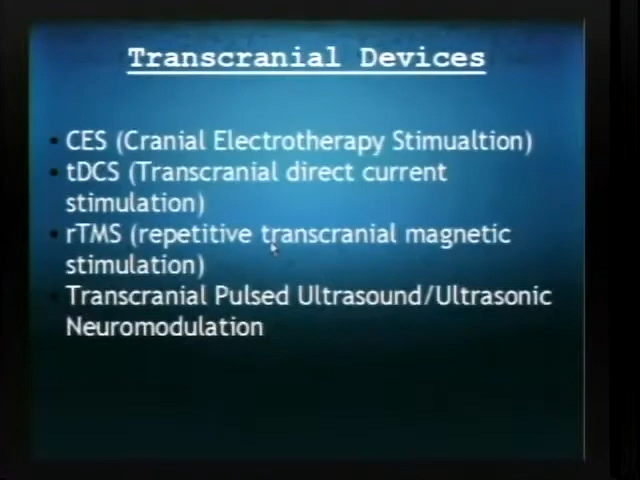 Transcranial Devices
• CES (Cranial Electrotherapy Stimualtion)
• tDCS (Transcranial direct current
stimulation)
• rTMS (repetitive transcranial magnetic
stimulation)
• Transcranial Pulsed Ultrasound/Ultrasonic
Neuromodulation